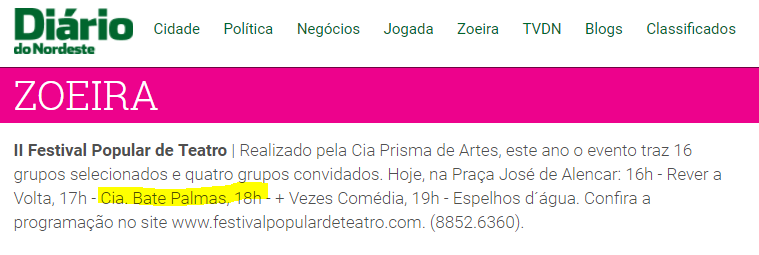 Diário
do Nordeste
Cidade Política Negócios Jogada Zoeira TVDN Blogs Classificados
ZOEIRA
II Festival Popular de Teatro | Realizado pela Cia Prisma de Artes, este ano o evento traz 16
grupos selecionados e quatro grupos convidados. Hoje, na Praça José de Alencar: 16h - Rever a
Volta, 17h - Cia. Bate Palmas, 18h - + Vezes Comédia, 19h - Espelhos d´água. Confira a
programação no site www.festivalpopulardeteatro.com. (8852.6360).